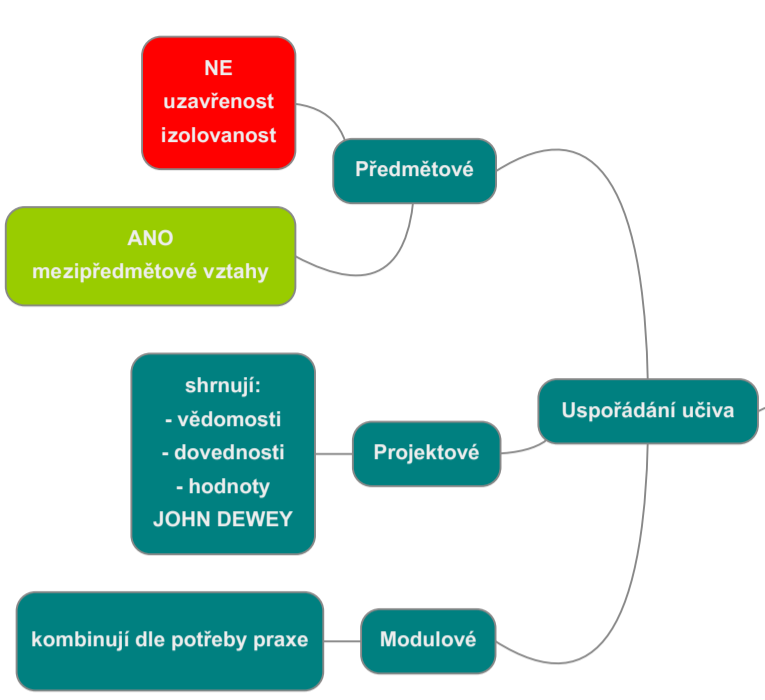 NE
uzavřenost
izolovanost
Předmětové
ANO
mezipředmětové vztahy
shrnují:
- vědomosti
- dovednosti
- hodnoty
JOHN DEWEY
Projektové
Uspořádání učiva
kombinují dle potřeby praxe
Modulové